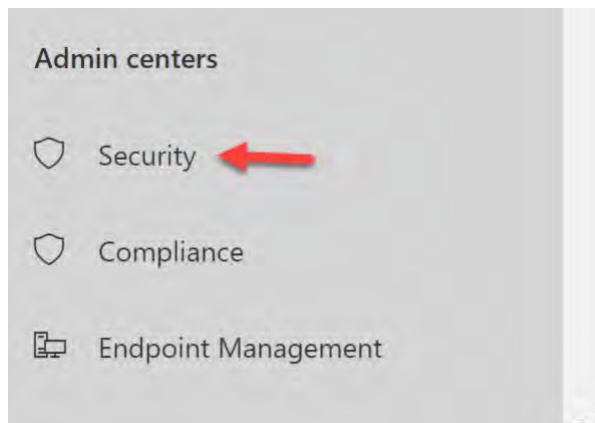 Admin centers
Security
Compliance
Endpoint Management